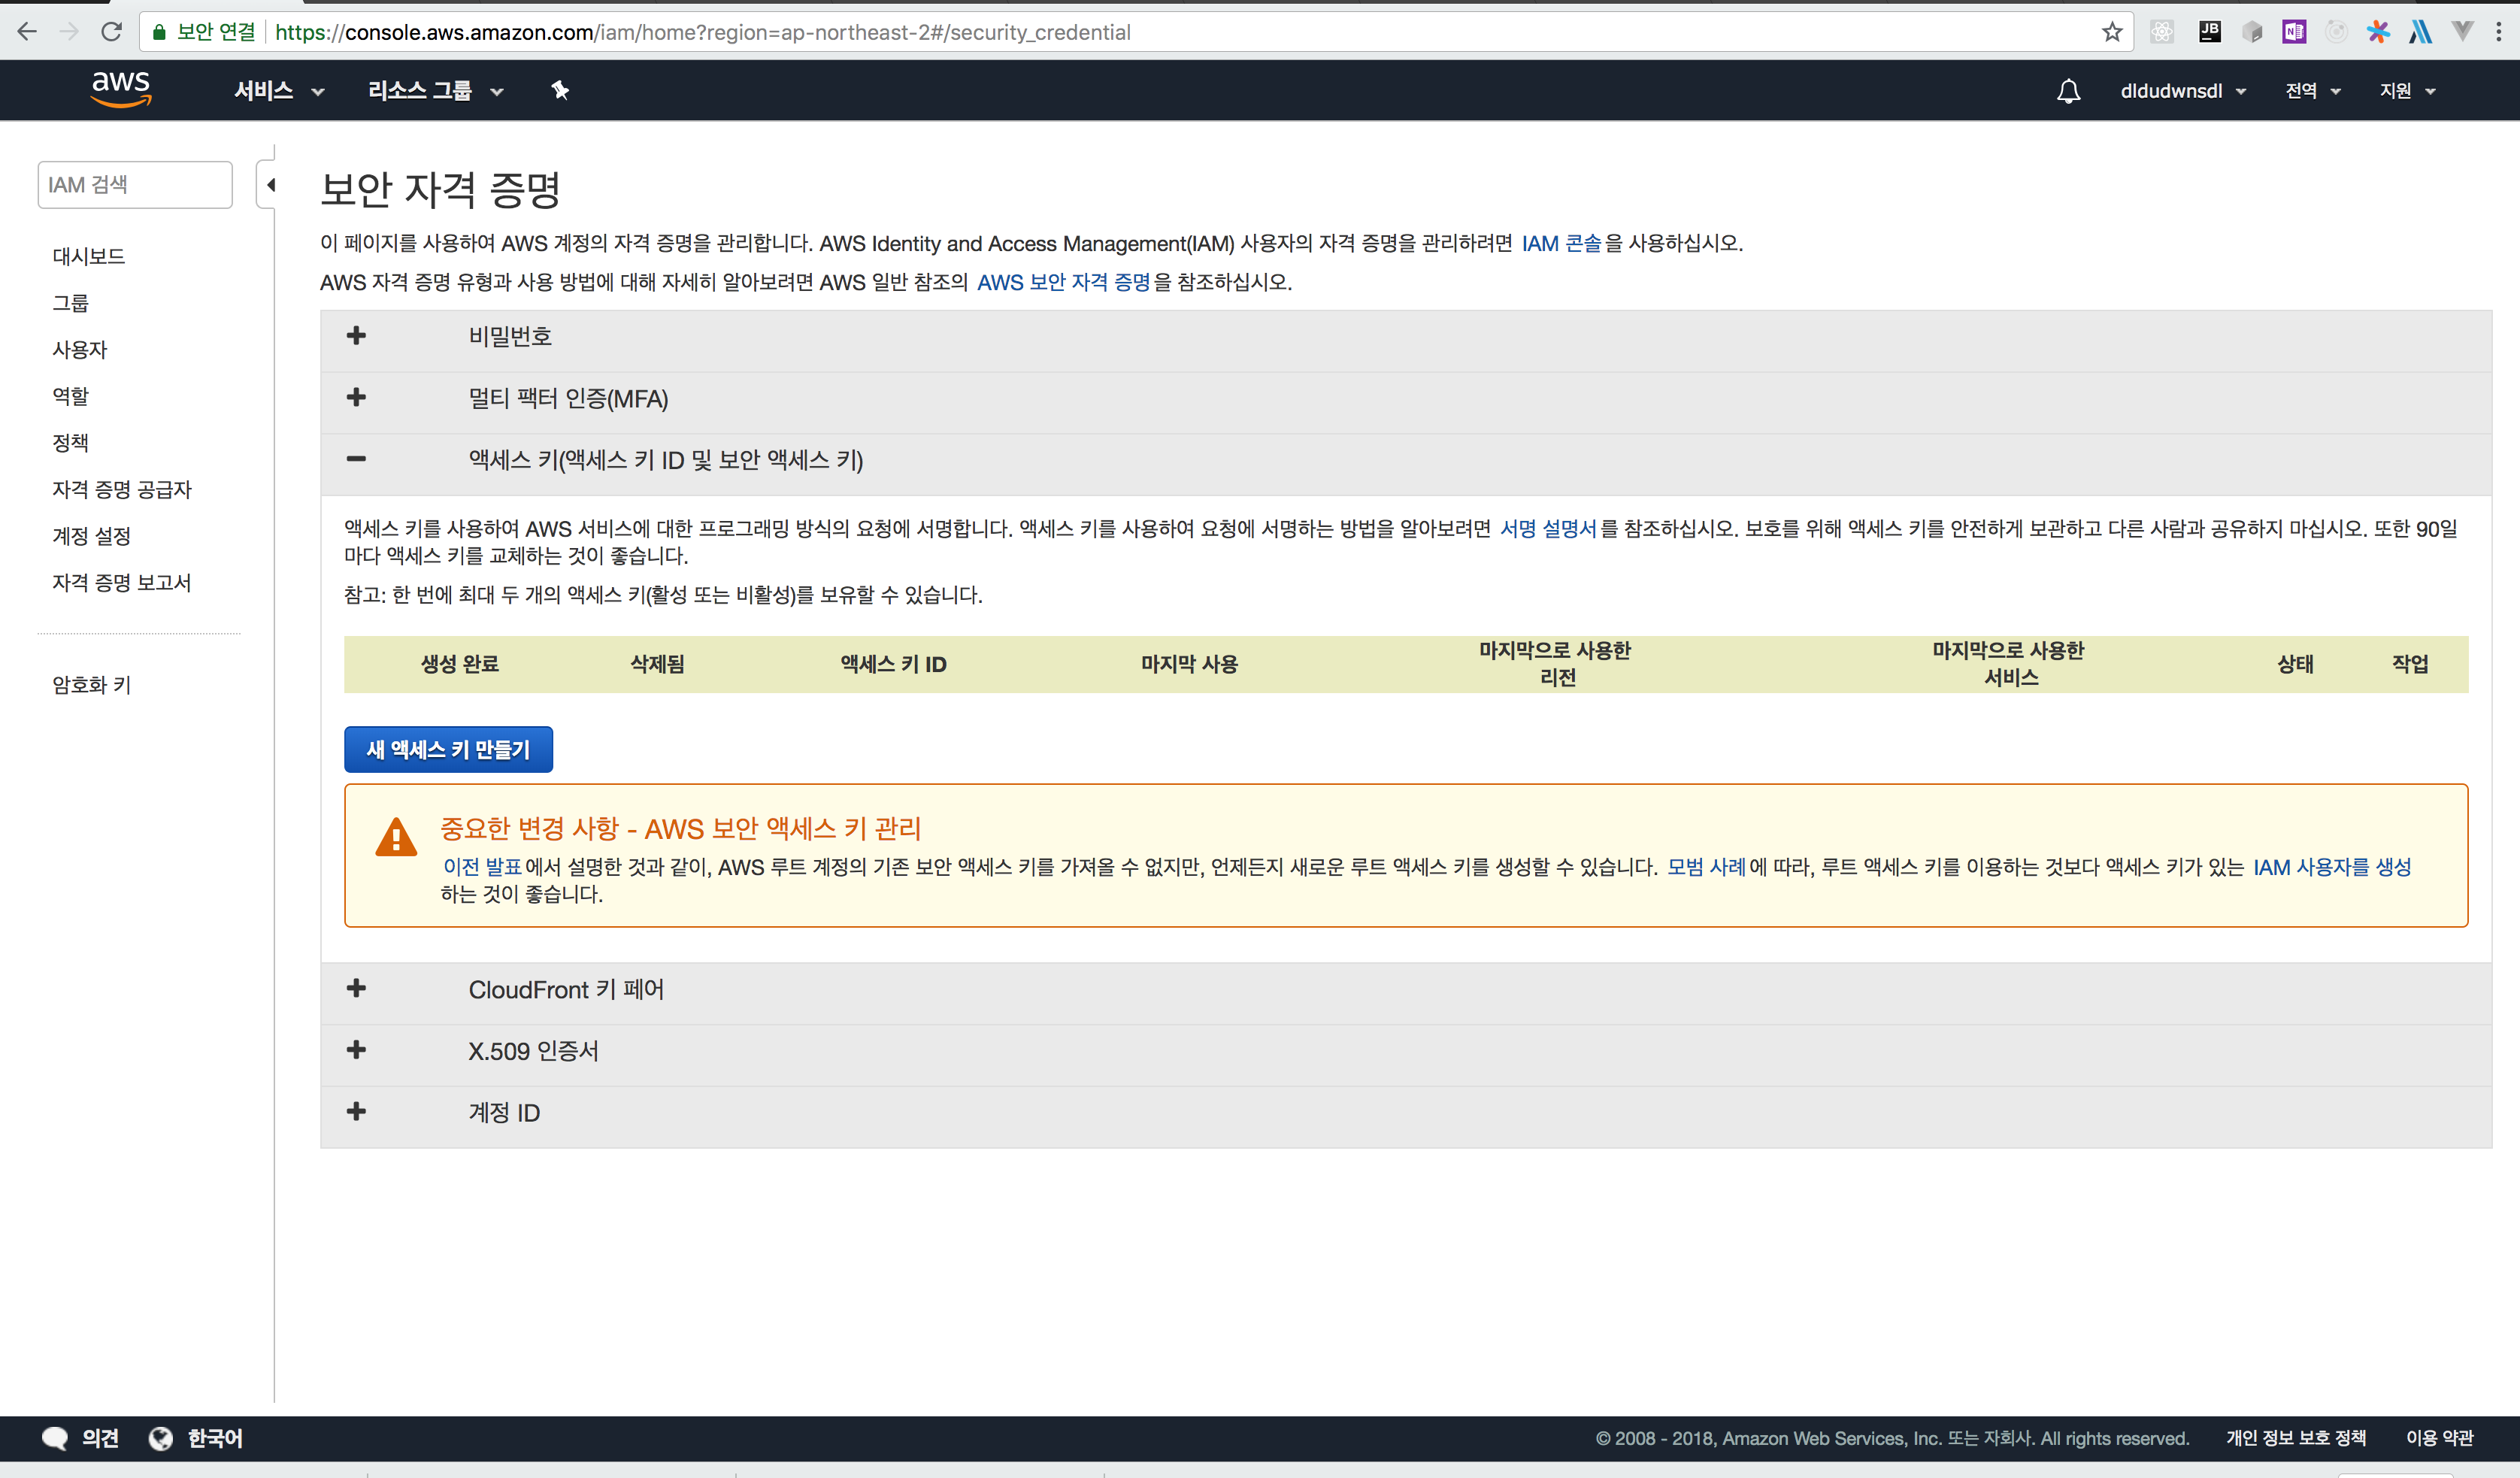 보안 연결 https://console.aws.amazon.com/iam/home?region=ap-northeast-2#/security_credential
JB
N
aws 서비스 리소스 그룹 dldudwnsdl 전역 지원
IAM 검색
대시보드
그룹
사용자
역할
정책
자격 증명 공급자
계정 설정
자격 증명 보고서
암호화 키
보안 자격 증명
이 페이지를 사용하여 AWS 계정의 자격 증명을 관리합니다. AWS Identity and Access Management(IAM) 사용자의 자격 증명을 관리하려면 IAM 콘솔을 사용하십시오.
AWS 자격 증명 유형과 사용 방법에 대해 자세히 알아보려면 AWS 일반 참조의 AWS 보안 자격 증명을 참조하십시오.
비밀번호
멀티 팩터 인증(MFA)
액세스 키(액세스 키 ID 및 보안 액세스 키)
액세스 키를 사용하여 AWS 서비스에 대한 프로그래밍 방식의 요청에 서명합니다. 액세스 키를 사용하여 요청에 서명하는 방법을 알아보려면 서명 설명서를 참조하십시오. 보호를 위해 액세스 키를 안전하게 보관하고 다른 사람과 공유하지 마십시오. 또한 90일
마다 액세스 키를 교체하는 것이 좋습니다.
참고: 한 번에 최대 두 개의 액세스 키(활성 또는 비활성)를 보유할 수 있습니다.
생성 완료 삭제됨 액세스 키 ID 마지막 사용 마지막으로 사용한 리전 마지막으로 사용한 서비스 상태 작업
새 액세스 키 만들기
중요한 변경 사항 - AWS 보안 액세스 키 관리
이전 발표에서 설명한 것과 같이, AWS 루트 계정의 기존 보안 액세스 키를 가져올 수 없지만, 언제든지 새로운 루트 액세스 키를 생성할 수 있습니다. 모범 사례에 따라, 루트 액세스 키를 이용하는 것보다 액세스 키가 있는 IAM 사용자를 생성
하는 것이 좋습니다.
CloudFront 키 페어
X.509 인증서
계정 ID
의견 한국어 © 2008 - 2018, Amazon Web Services, Inc. 또는 자회사. All rights reserved. 개인 정보 보호 정책 이용 약관